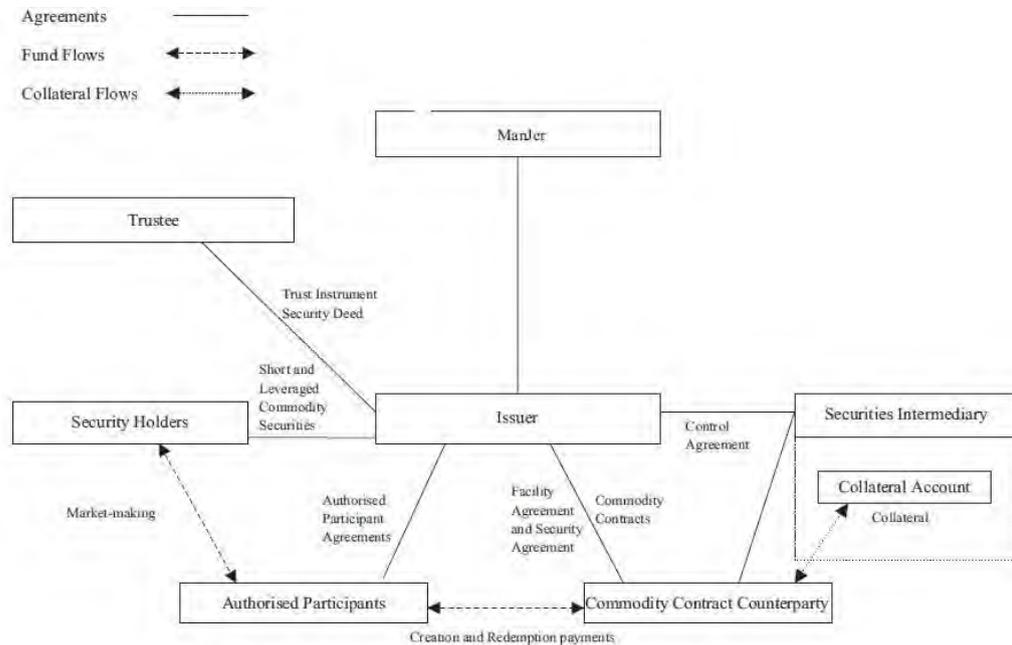 Agreements
Fund Flows
Collateral Flows
ManJer
Trustee
Trust Instrument
Security Deed
Short and
Leveraged
Commodity
Securities
Security Holders
Issuer
Securities Intermediary
Control
Agreement
Collateral Account
Collateral
Market-making
Authorised
Participant
Agreements
Facility
Agreement
and Security
Agreement
Commodity
Contracts
Authorised Participants
Commodity Contract Counterparty
Creation and Redemption payments